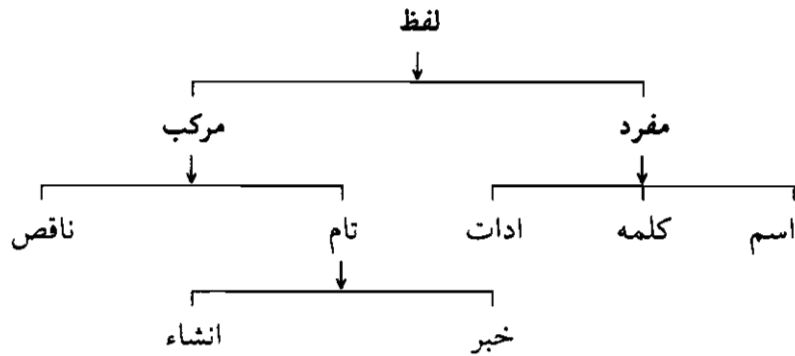 لفظ
مفرد مرکب
اسم کلمه ادات تام ناقص
خبر انشاء